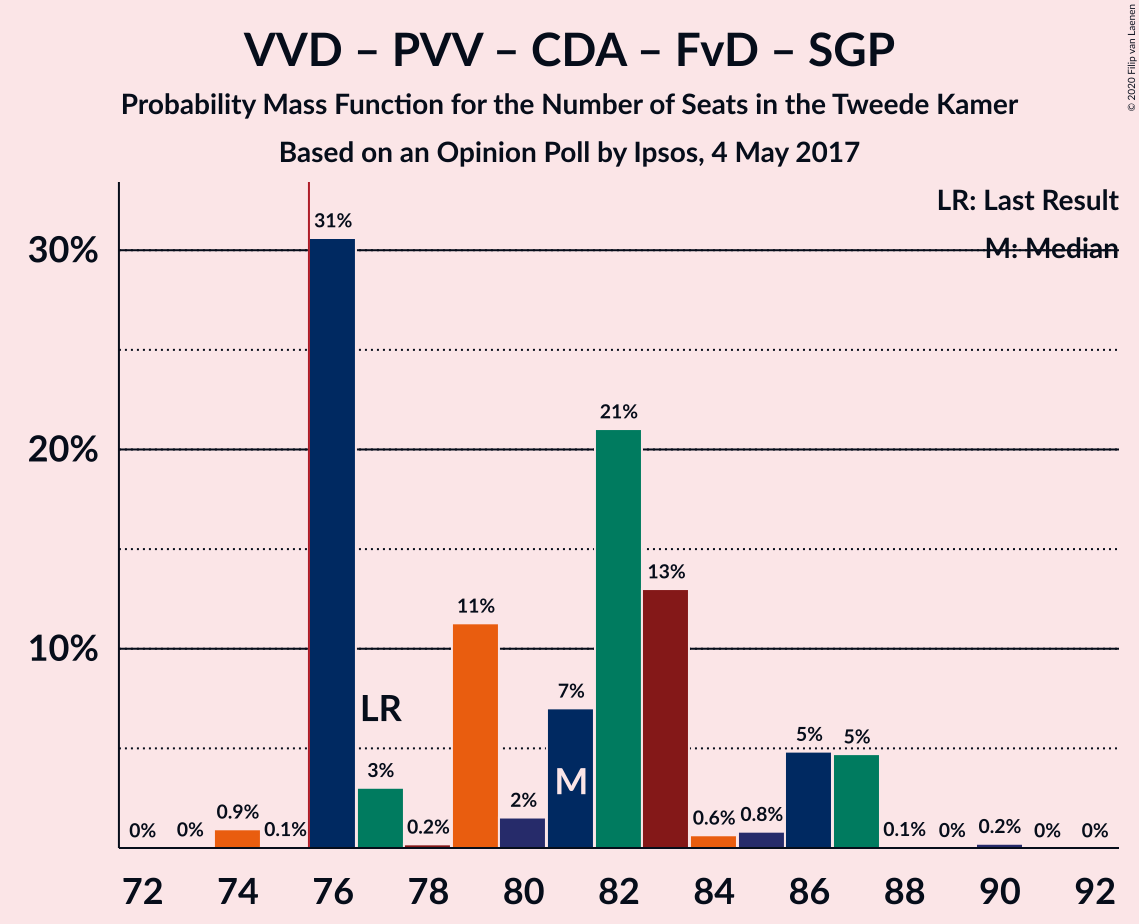 VVD – PVV – CDA – FvD – SGP
Probability Mass Function for the Number of Seats in the Tweede Kamer
Based on an Opinion Poll by Ipsos, 4 May 2017
© 2020 Filip van Laenen
LR: Last Result
M: Median
30%
20%
10%
0%
0%
0.9%
0.1%
31%
3%
0.2%
11%
2%
7%
21%
13%
0.6%
0.8%
5%
5%
0.1%
0%
0.2%
0%
0%
LR
M
72 74 76 78 80 82 84 86 88 90 92